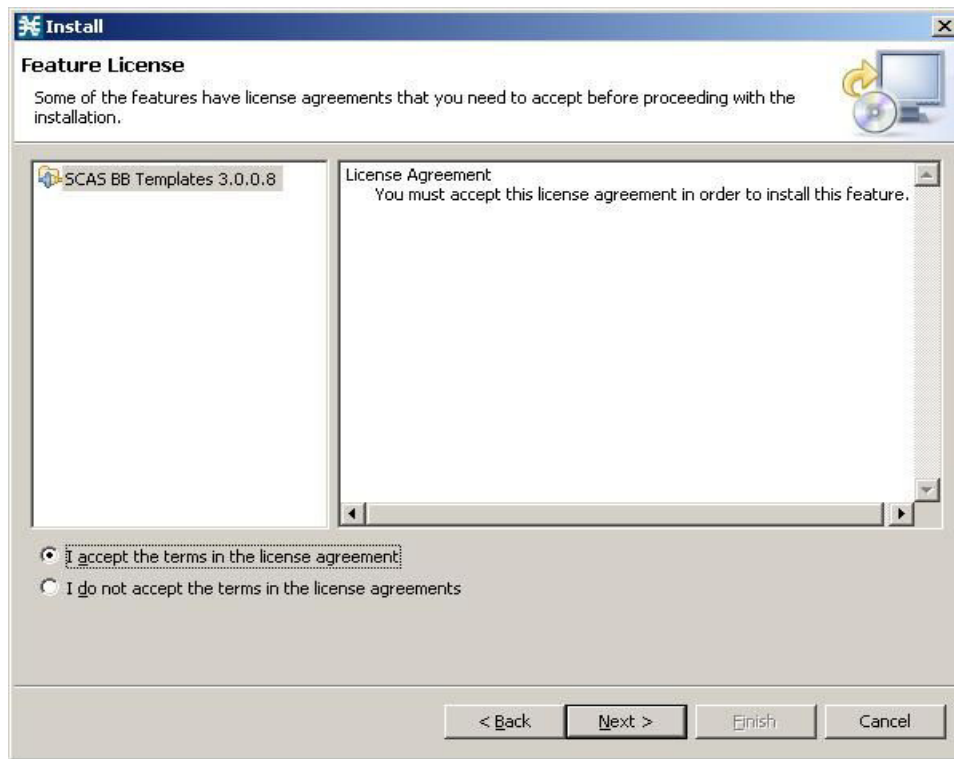 Install
Feature License
Some of the features have license agreements that you need to accept before proceeding with the
installation.
SCAS BB Templates 3.0.0.8
License Agreement
You must accept this license agreement in order to install this feature.
I accept the terms in the license agreement
I do not accept the terms in the license agreements
< Back
Next >
Finish
Cancel